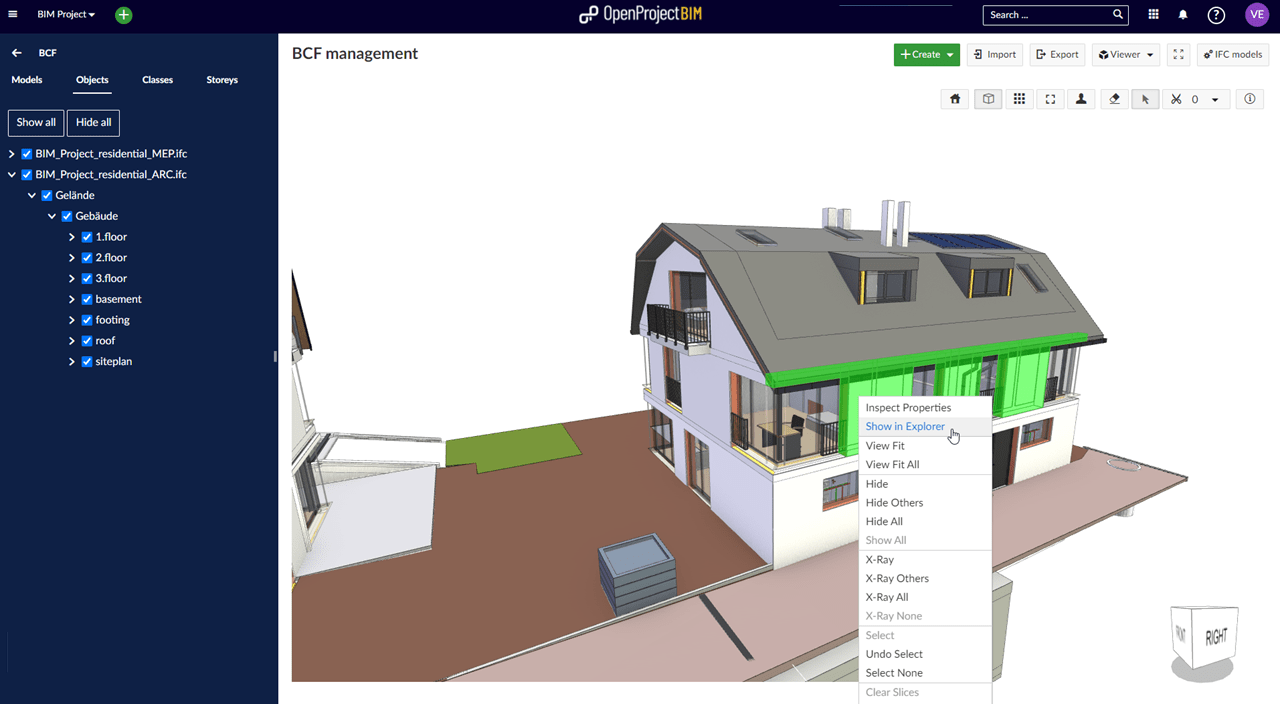 BIM Project
OpenProject BIM
Search ...
?
VE
BCF
Models Objects Classes Storeys
Show all Hide all
BIM_Project_residential_MEP.ifc
BIM_Project_residential_ARC.ifc
Gelände
Gebäude
1.floor
2.floor
3.floor
basement
footing
roof
siteplan
BCF management
+ Create Import Export Viewer IFC models
0
Inspect Properties
Show in Explorer
View Fit
View Fit All
Hide
Hide Others
Hide All
Show All
X-Ray
X-Ray Others
X-Ray All
X-Ray None
Select
Undo Select
Select None
Clear Slices
FRONT RIGHT